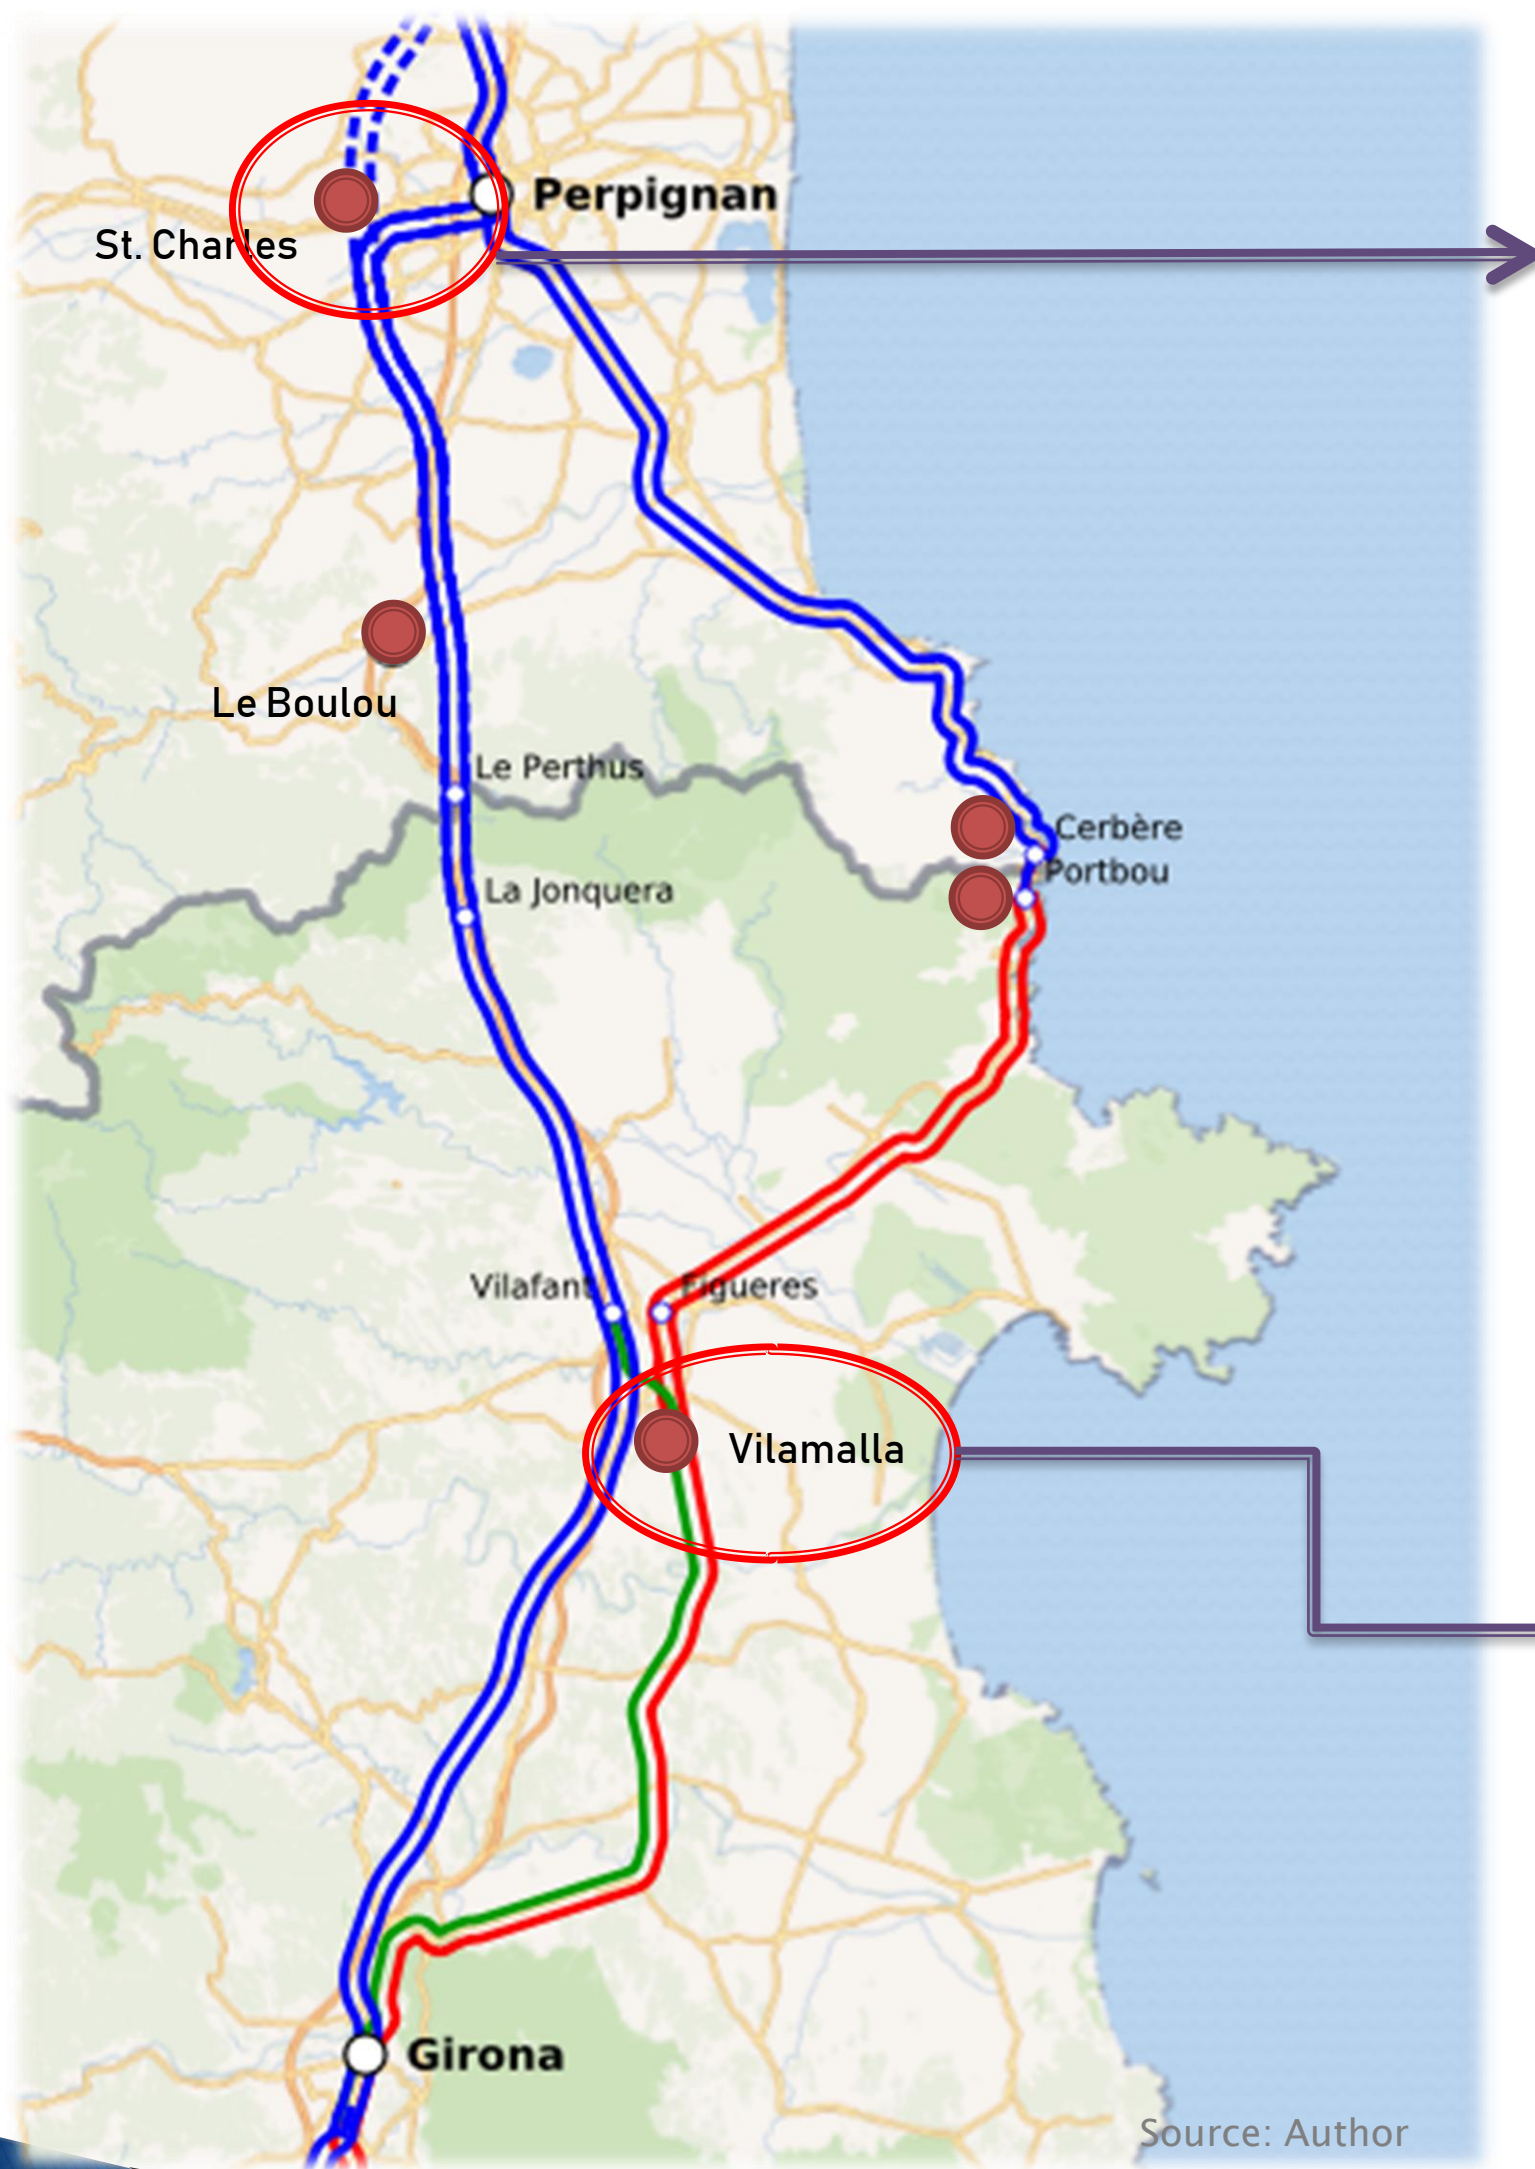 Perpignan
St. Charles
Le Boulou
Le Perthus
Cerbère
Portbou
La Jonquera
Vilafant
Figueres
Vilamalla
Girona
Source: Author